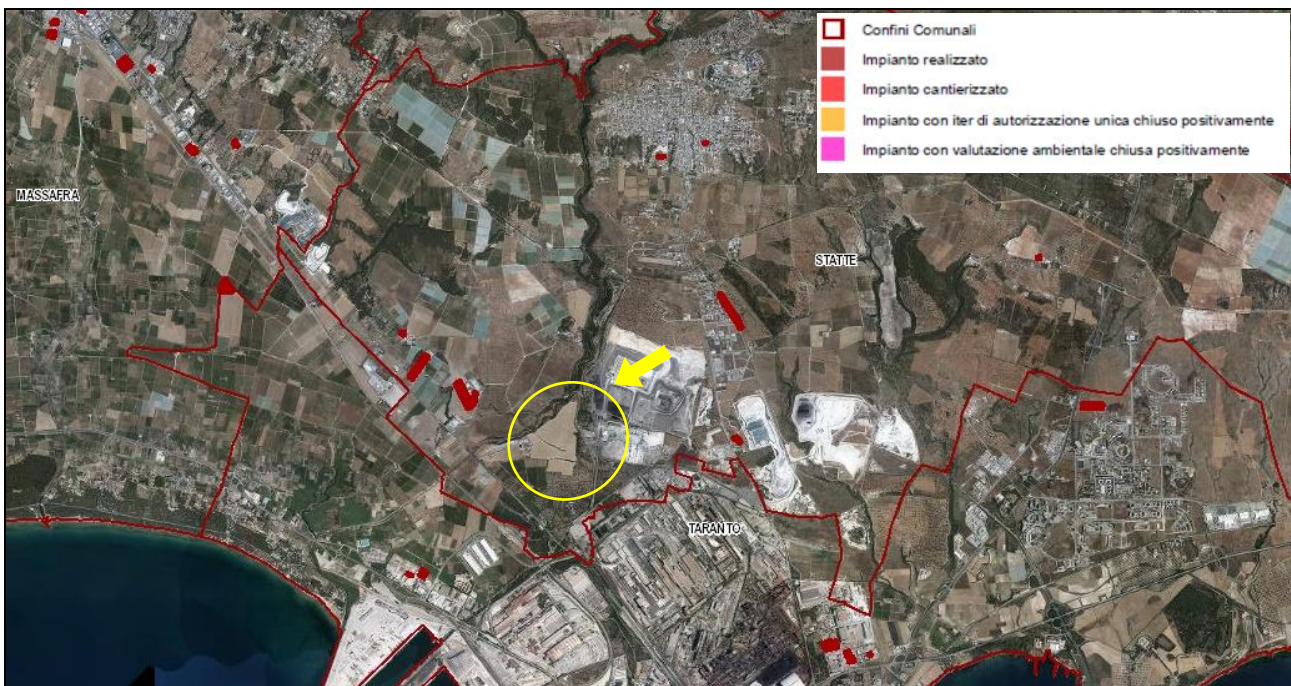 Confini Comunali
Impianto realizzato
Impianto cantierizzato
Impianto con iter di autorizzazione unica chiuso positivamente
Impianto con valutazione ambientale chiusa positivamente
MASSAFRA
STATTE
TARANTO